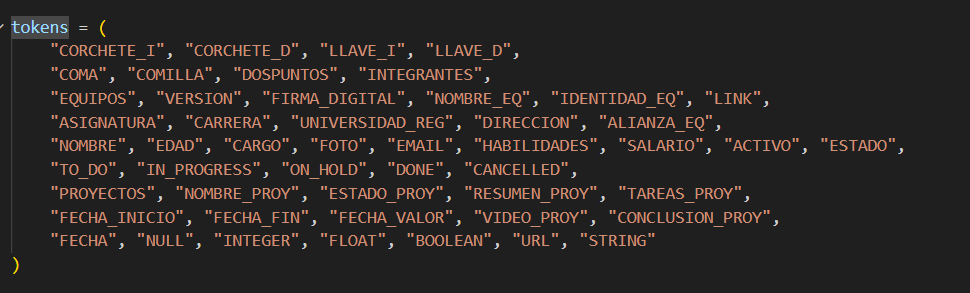 tokens = (
"CORCHETE_I", "CORCHETE_D", "LLAVE_I", "LLAVE_D",
"COMA", "COMILLA", "DOSPUNTOS", "INTEGRANTES",
"EQUIPOS", "VERSION", "FIRMA_DIGITAL", "NOMBRE_EQ", "IDENTIDAD_EQ", "LINK",
"ASIGNATURA", "CARRERA", "UNIVERSIDAD_REG", "DIRECCION", "ALIANZA_EQ",
"NOMBRE", "EDAD", "CARGO", "FOTO", "EMAIL", "HABILIDADES", "SALARIO", "ACTIVO", "ESTADO",
"TO_DO", "IN_PROGRESS", "ON_HOLD", "DONE", "CANCELLED",
"PROYECTOS", "NOMBRE_PROY", "ESTADO_PROY", "RESUMEN_PROY", "TAREAS_PROY",
"FECHA_INICIO", "FECHA_FIN", "FECHA_VALOR", "VIDEO_PROY", "CONCLUSION_PROY",
"FECHA", "NULL", "INTEGER", "FLOAT", "BOOLEAN", "URL", "STRING"
)